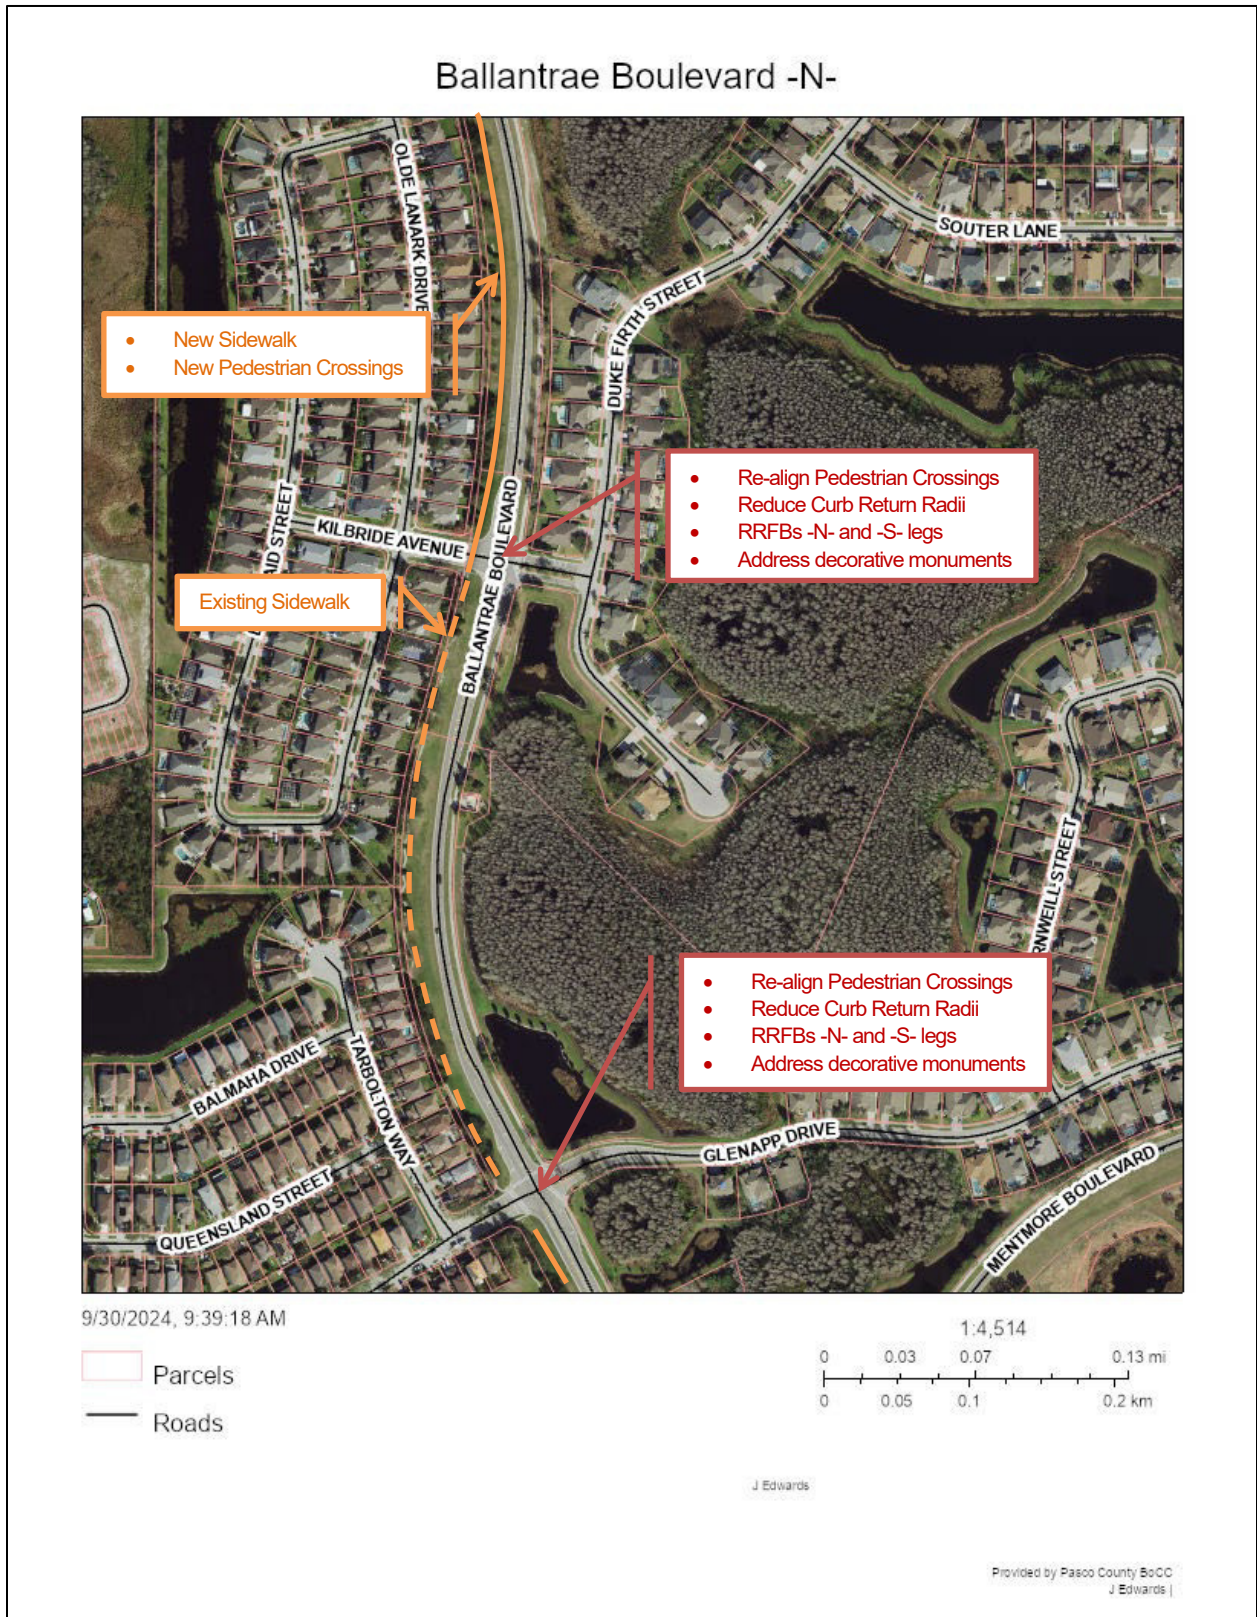 Ballantrae Boulevard -N-
OLDE LANARK DRIVE
SOUTER LANE
DUKE FIRTH STREET
• New Sidewalk
• New Pedestrian Crossings
• Re-align Pedestrian Crossings
• Reduce Curb Return Radii
• RRFBs -N- and -S- legs
• Address decorative monuments
KILBRIDE AVENUE
BALLANTRAE BOULEVARD
AID STREET
Existing Sidewalk
RNWEILL STREET
• Re-align Pedestrian Crossings
• Reduce Curb Return Radii
• RRFBs -N- and -S- legs
• Address decorative monuments
BALMAHA DRIVE
TARBOLTON WAY
GLENAPP DRIVE
QUEENSLAND STREET
MENTMORE BOULEVARD
9/30/2024, 9:39:18 AM
1:4,514
0 0.03 0.07 0.13 mi
0 0.05 0.1 0.2 km
Parcels
Roads
J Edwards
Provided by Pasco County BoCC
J Edwards |